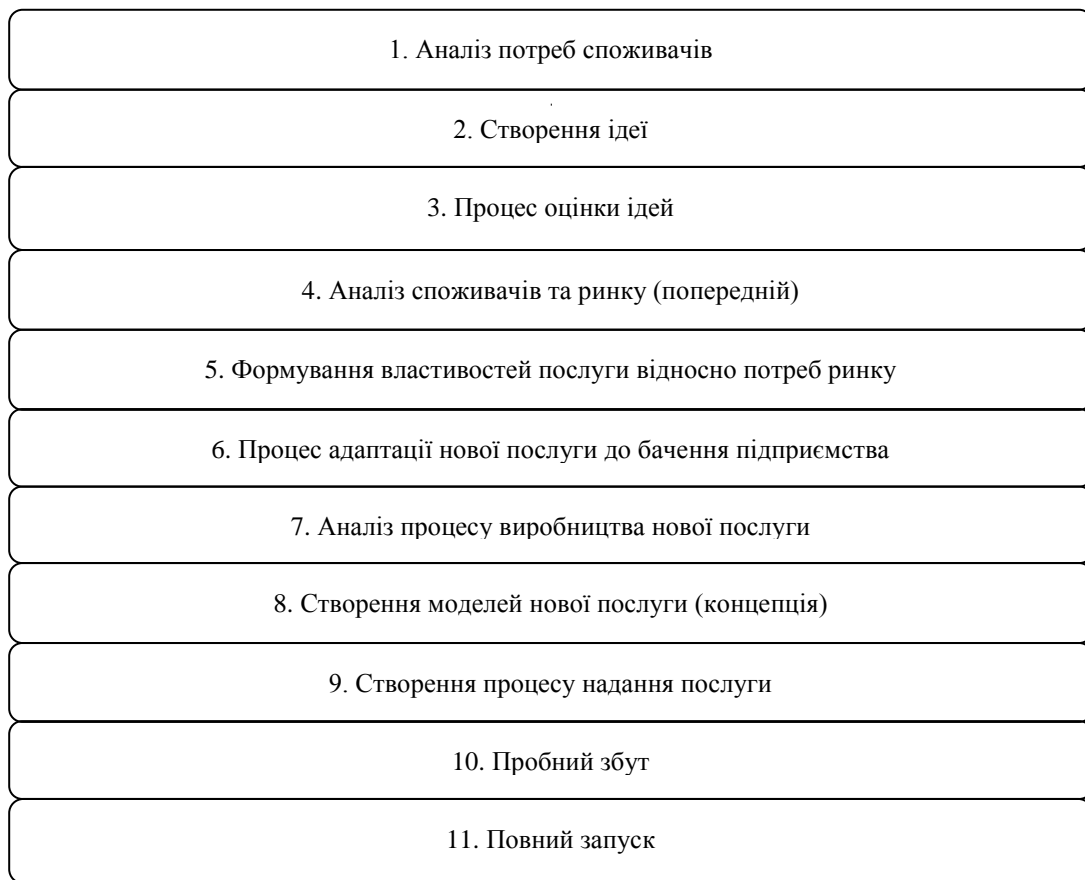 1. Аналіз потреб споживачів
2. Створення ідеї
3. Процес оцінки ідей
4. Аналіз споживачів та ринку (попередній)
5. Формування властивостей послуги відносно потреб ринку
6. Процес адаптації нової послуги до бачення підприємства
7. Аналіз процесу виробництва нової послуги
8. Створення моделей нової послуги (концепція)
9. Створення процесу надання послуги
10. Пробний збут
11. Повний запуск